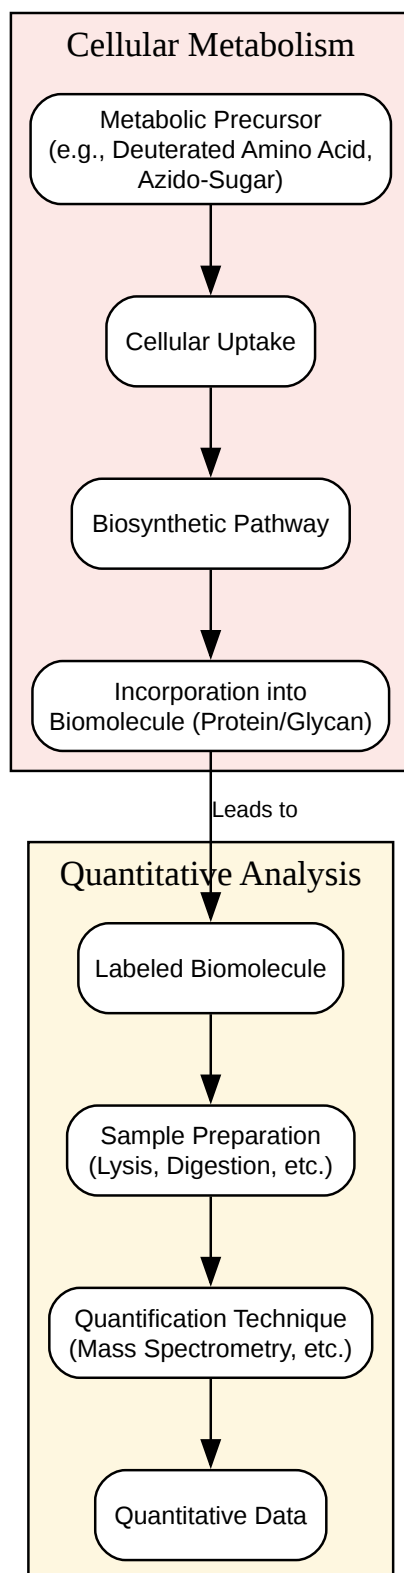 Cellular Metabolism
Metabolic Precursor
(e.g., Deuterated Amino Acid,
Azido-Sugar)
Cellular Uptake
Biosynthetic Pathway
Incorporation into
Biomolecule (Protein/Glycan)
Leads to
Quantitative Analysis
Labeled Biomolecule
Sample Preparation
(Lysis, Digestion, etc.)
Quantification Technique
(Mass Spectrometry, etc.)
Quantitative Data